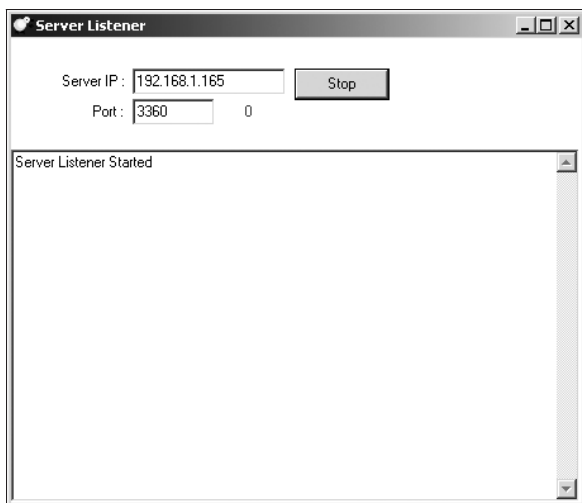 Server Listener
Server IP : 192.168.1.165 Stop
Port : 3360 0
Server Listener Started